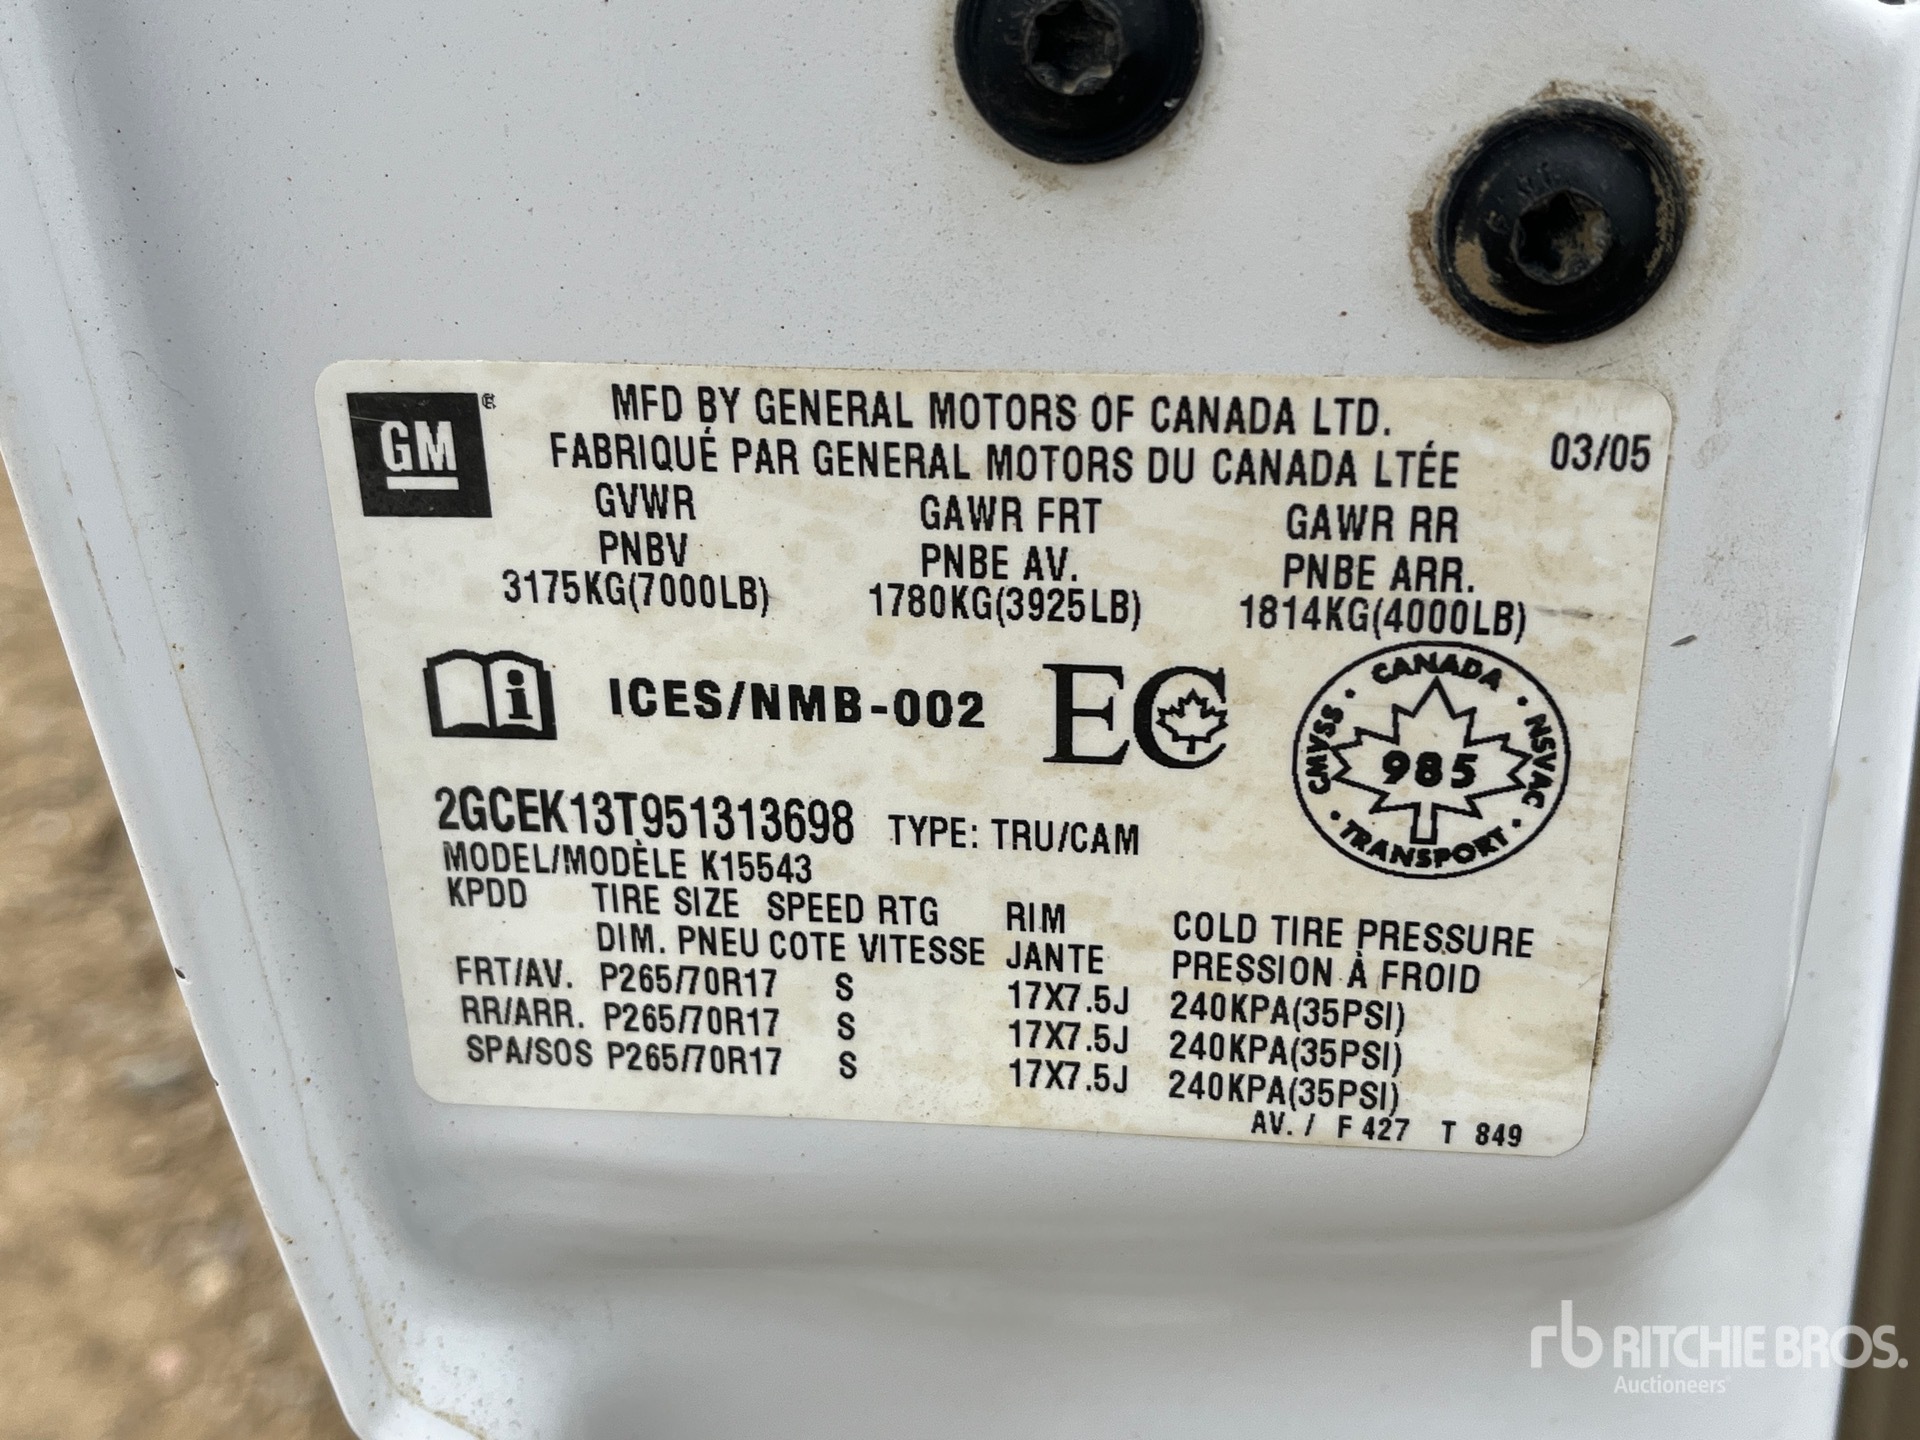 GM®
MFD BY GENERAL MOTORS OF CANADA LTD.
FABRIQUÉ PAR GENERAL MOTORS DU CANADA LTÉE
03/05
GVWR GAWR FRT GAWR RR
PNBV PNBE AV. PNBE ARR.
3175KG(7000LB) 1780KG(3925LB) 1814KG(4000LB)
i ICES/NMB-002 EC
CANADA
CMVSS 985 NSVAC
TRANSPORT
2GCEK13T951313698 TYPE: TRU/CAM
MODEL/MODÈLE K15543
KPDD TIRE SIZE SPEED RTG RIM COLD TIRE PRESSURE
DIM. PNEU COTE VITESSE JANTE PRESSION À FROID
FRT/AV. P265/70R17 S 17X7.5J 240KPA(35PSI)
RR/ARR. P265/70R17 S 17X7.5J 240KPA(35PSI)
SPA/SOS P265/70R17 S 17X7.5J 240KPA(35PSI)
AV. / F 427 T 849
rb RITCHIE BROS.
Auctioneers